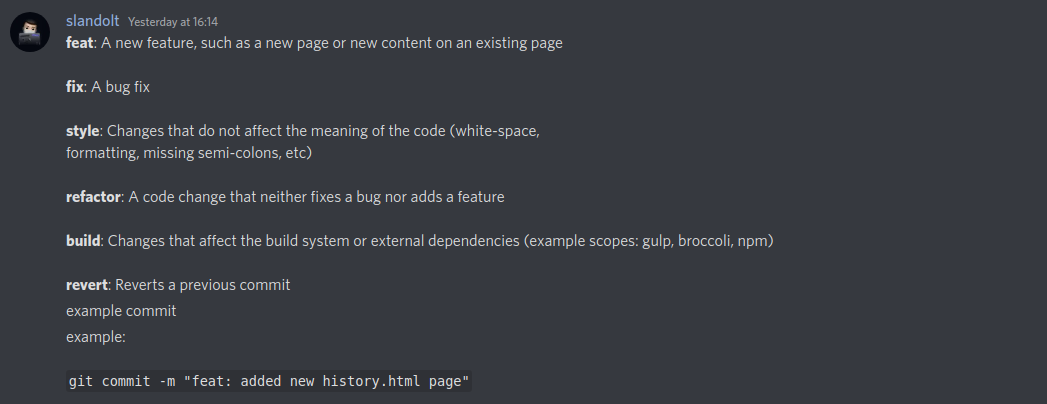 slandolt Yesterday at 16:14
feat: A new feature, such as a new page or new content on an existing page
fix: A bug fix
style: Changes that do not affect the meaning of the code (white-space,
formatting, missing semi-colons, etc)
refactor: A code change that neither fixes a bug nor adds a feature
build: Changes that affect the build system or external dependencies (example scopes: gulp, broccoli, npm)
revert: Reverts a previous commit
example commit
example:
git commit -m "feat: added new history.html page"